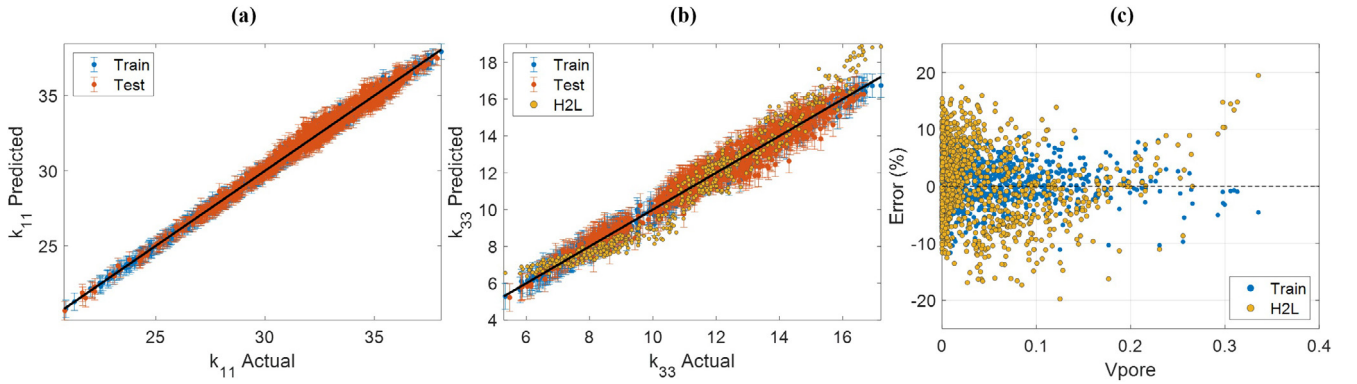 (a)
Train
Test
35
30
25
k11 Predicted
25
30
35
k11 Actual
(b)
Train
Test
H2L
18
16
14
12
10
8
6
4
k33 Predicted
6
8
10
12
14
16
k33 Actual
(c)
20
10
0
-10
-20
Error (%)
Train
H2L
0
0.1
0.2
0.3
0.4
Vpore